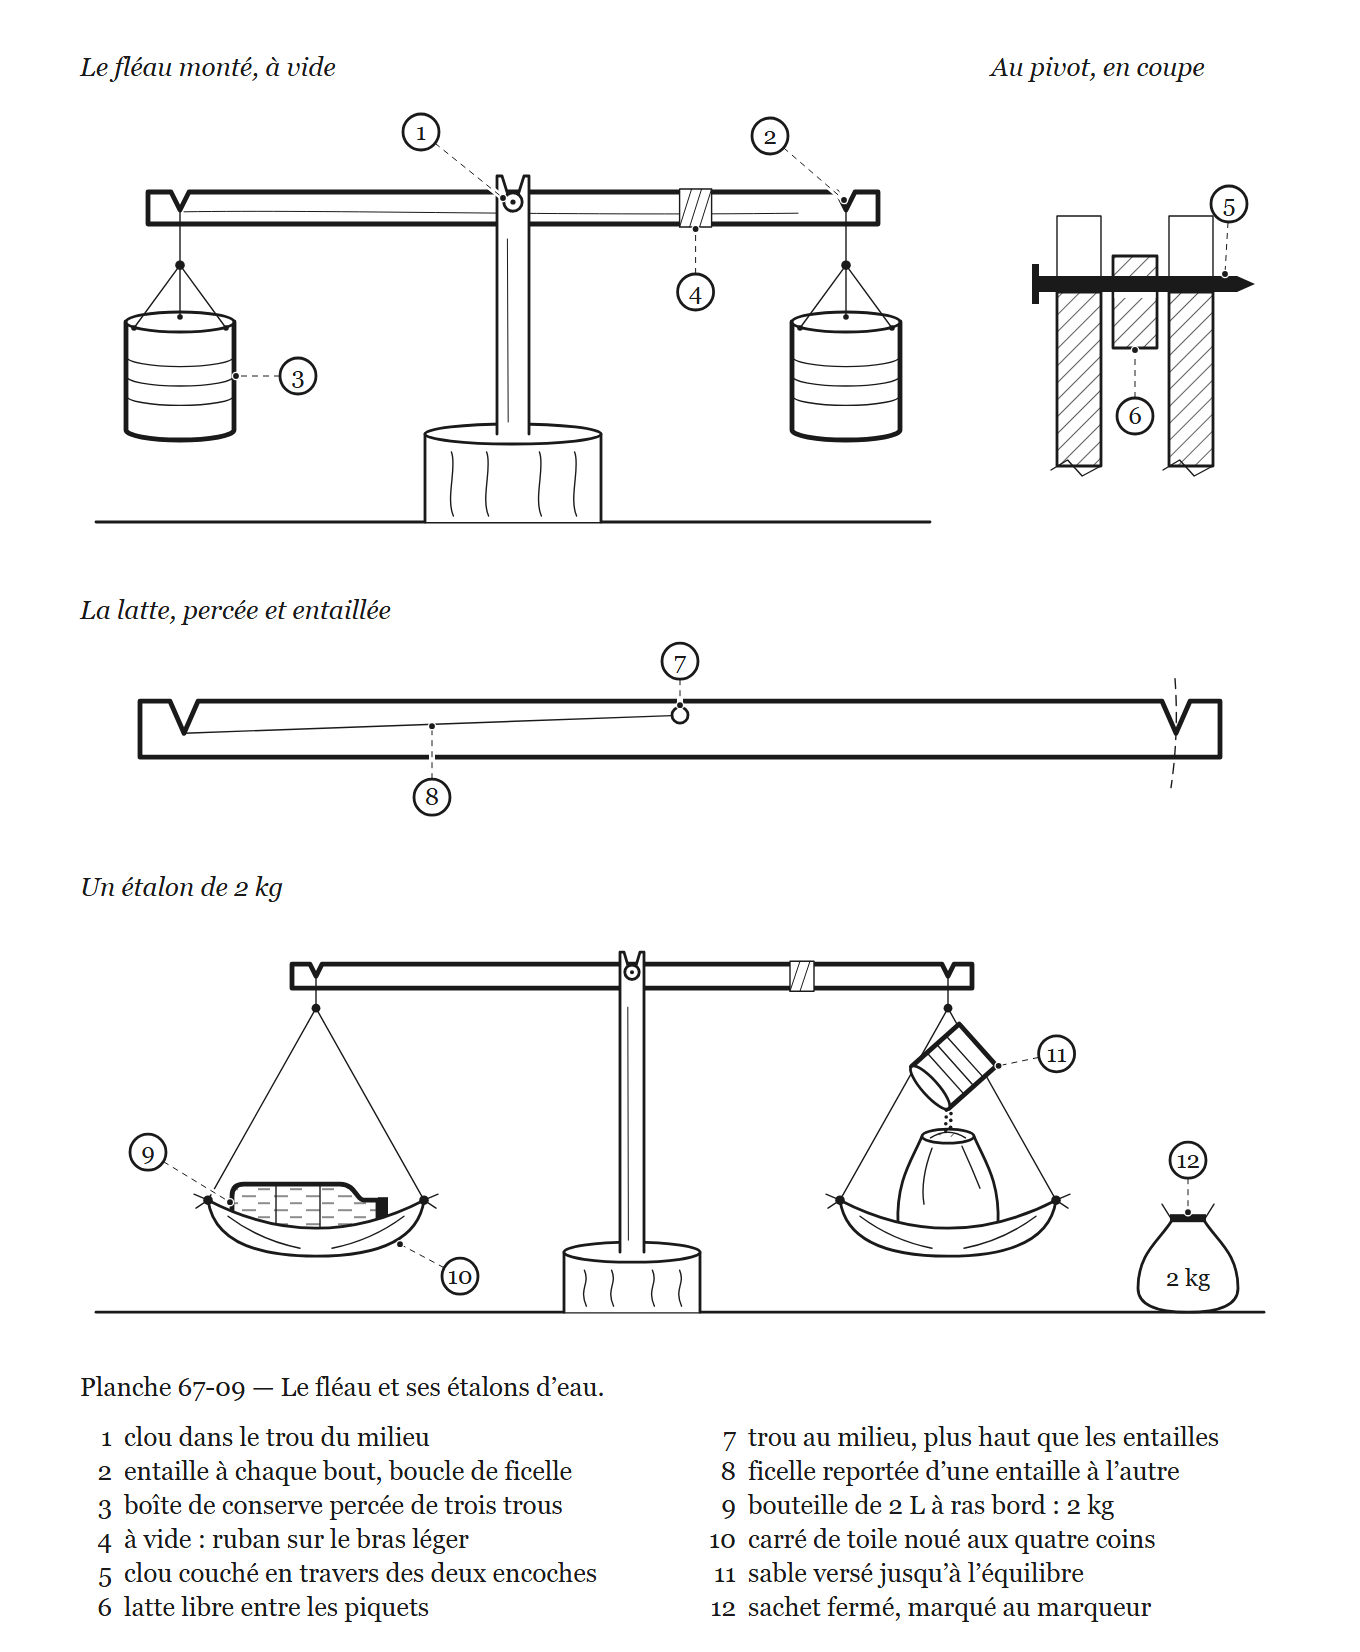 Le fléau monté, à vide
Au pivot, en coupe
1
2
3
4
5
6
La latte, percée et entaillée
7
8
Un étalon de 2 kg
9
10
11
12
2 kg
Planche 67-09 — Le fléau et ses étalons d’eau.
1 clou dans le trou du milieu
2 entaille à chaque bout, boucle de ficelle
3 boîte de conserve percée de trois trous
4 à vide : ruban sur le bras léger
5 clou couché en travers des deux encoches
6 latte libre entre les piquets
7 trou au milieu, plus haut que les entailles
8 ficelle reportée d’une entaille à l’autre
9 bouteille de 2 L à ras bord : 2 kg
10 carré de toile noué aux quatre coins
11 sable versé jusqu’à l’équilibre
12 sachet fermé, marqué au marqueur